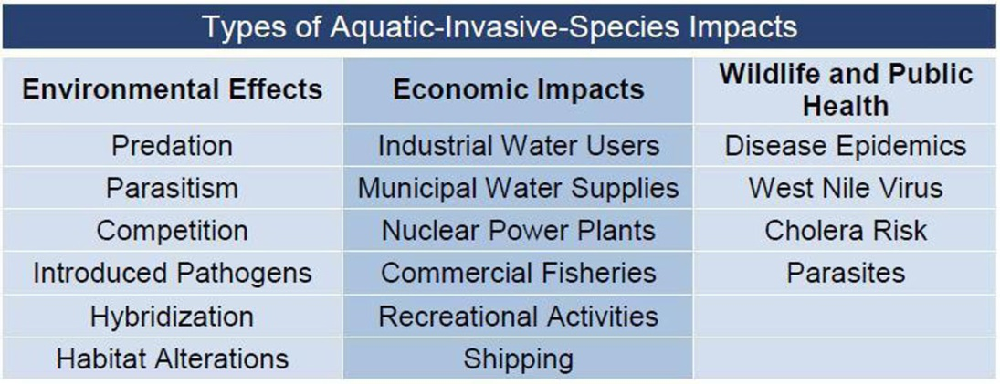 Types of Aquatic-Invasive-Species Impacts
Environmental Effects Economic Impacts Wildlife and Public
Health
Predation Industrial Water Users Disease Epidemics
Parasitism Municipal Water Supplies West Nile Virus
Competition Nuclear Power Plants Cholera Risk
Introduced Pathogens Commercial Fisheries Parasites
Hybridization Recreational Activities
Habitat Alterations Shipping